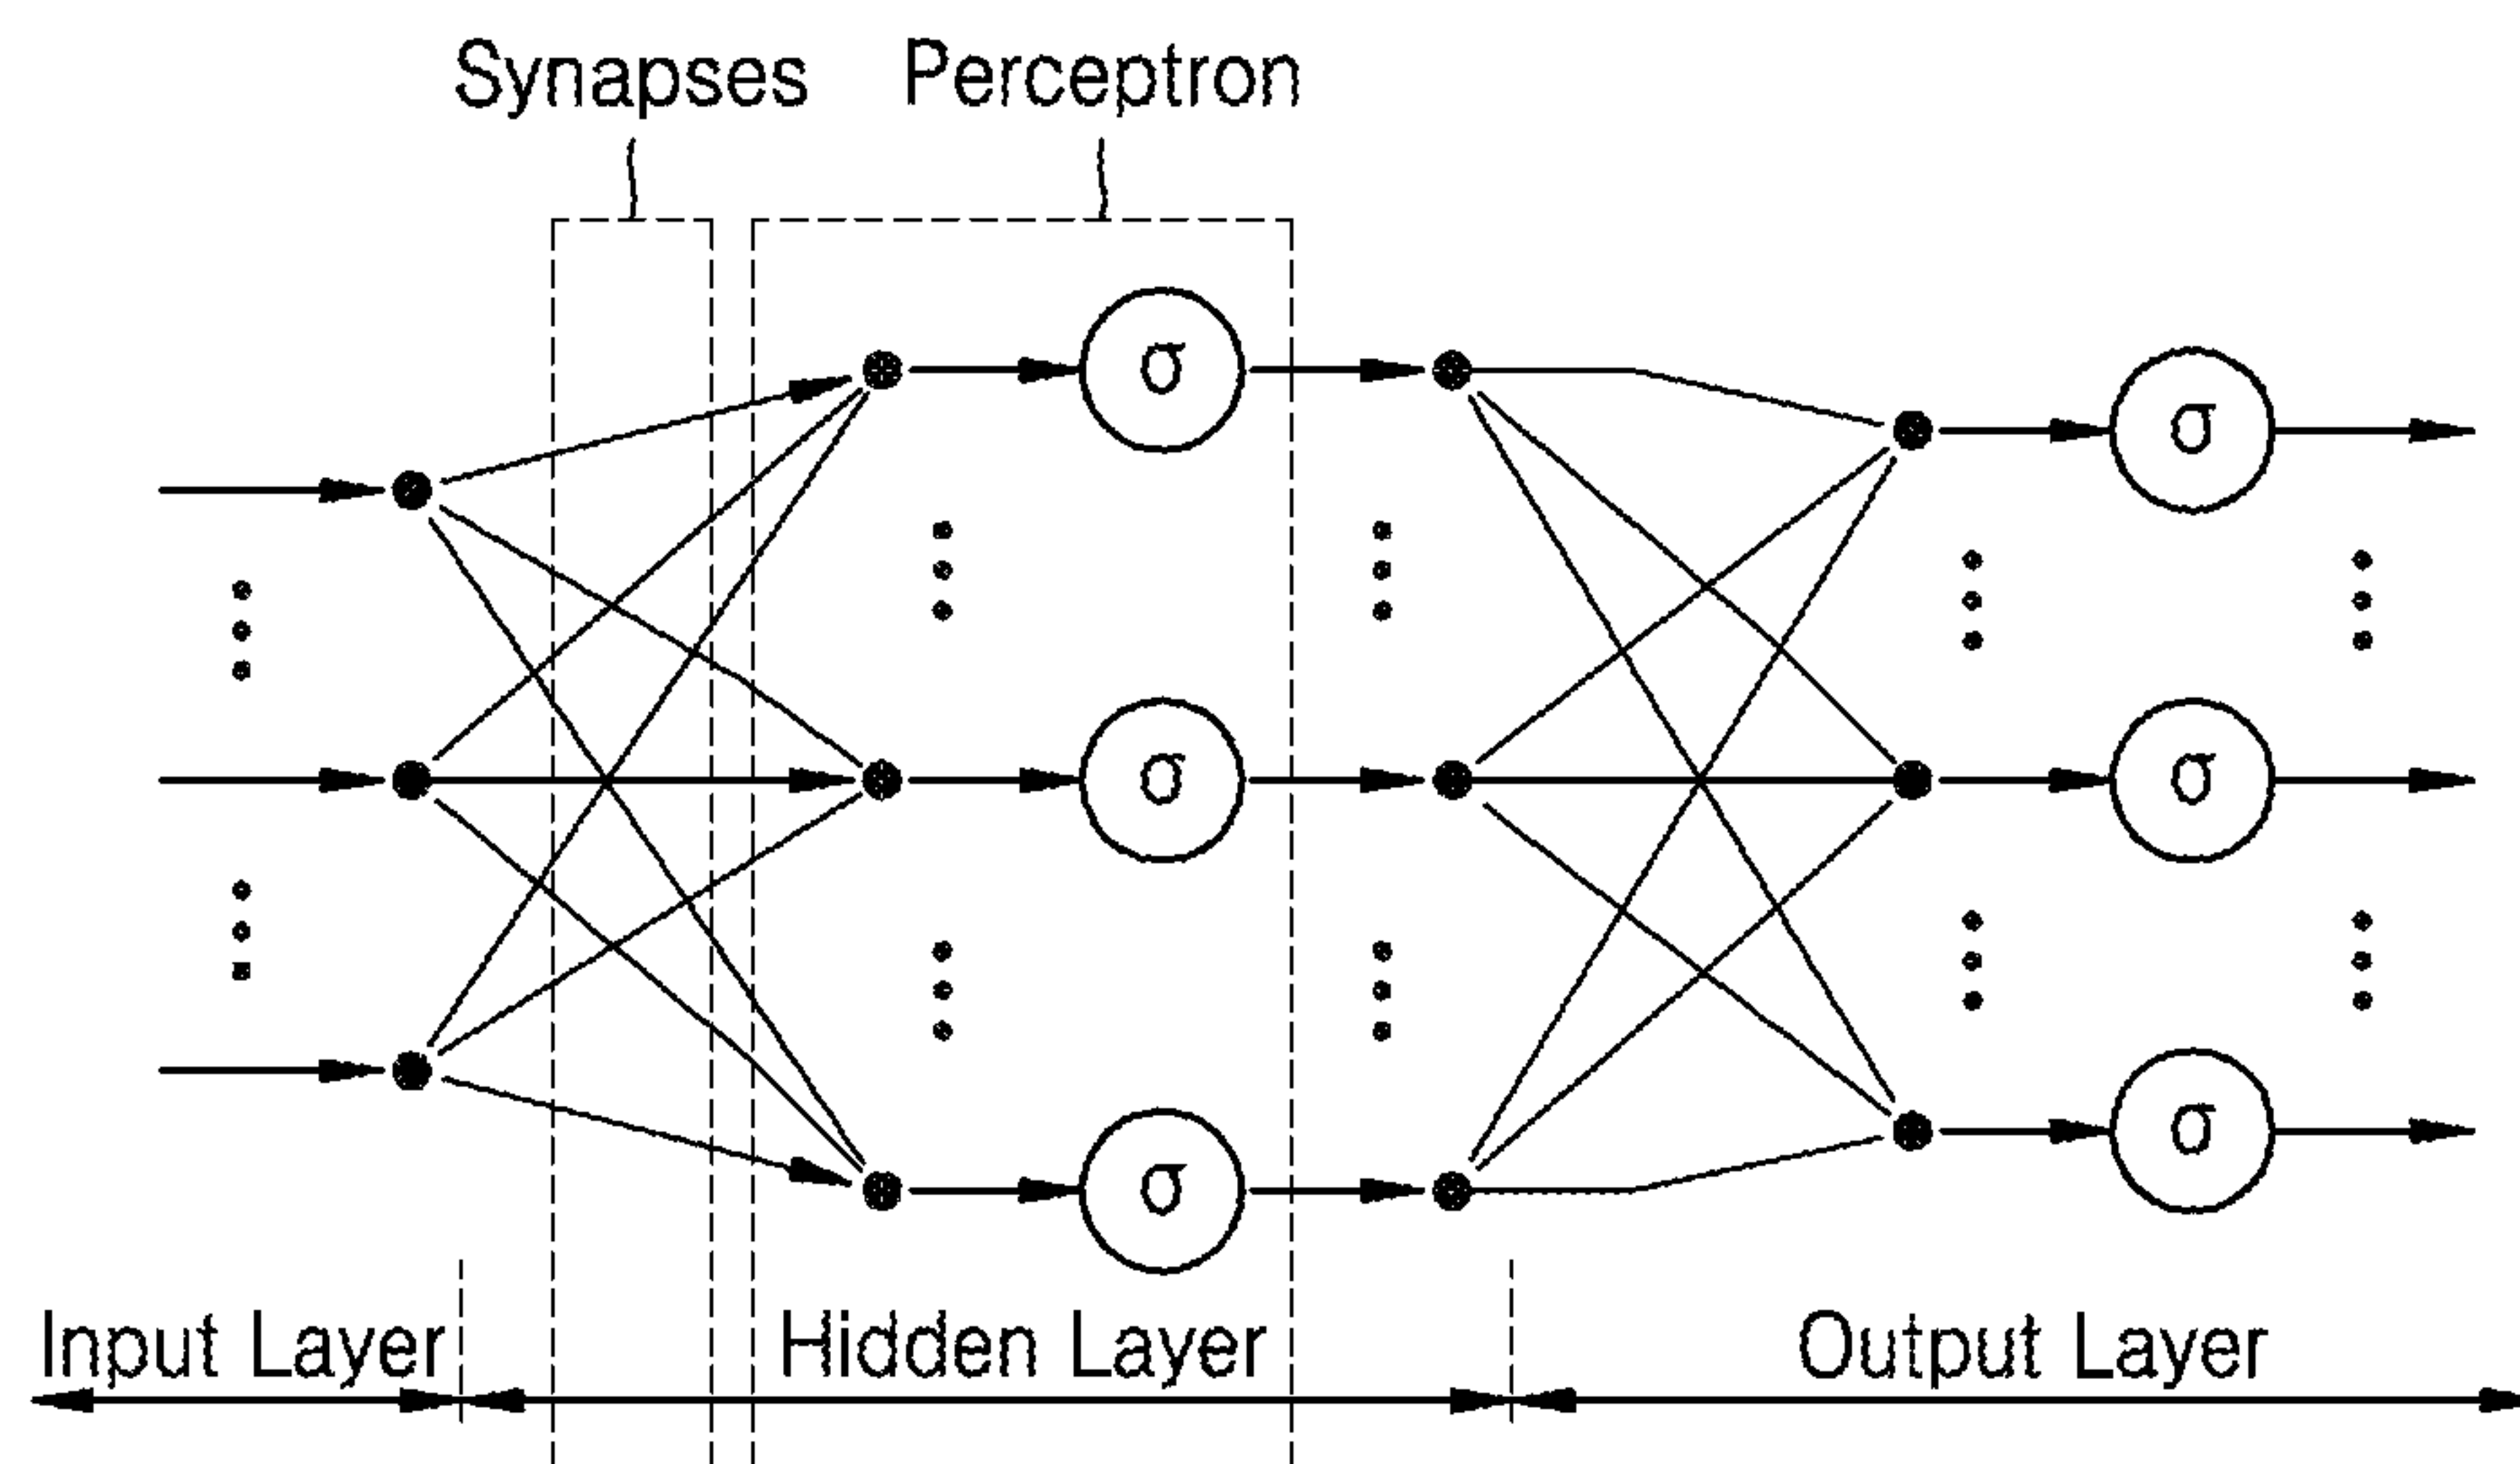 Synapses Perceptron
σ
σ
σ
σ
σ
σ
Input Layer Hidden Layer Output Layer